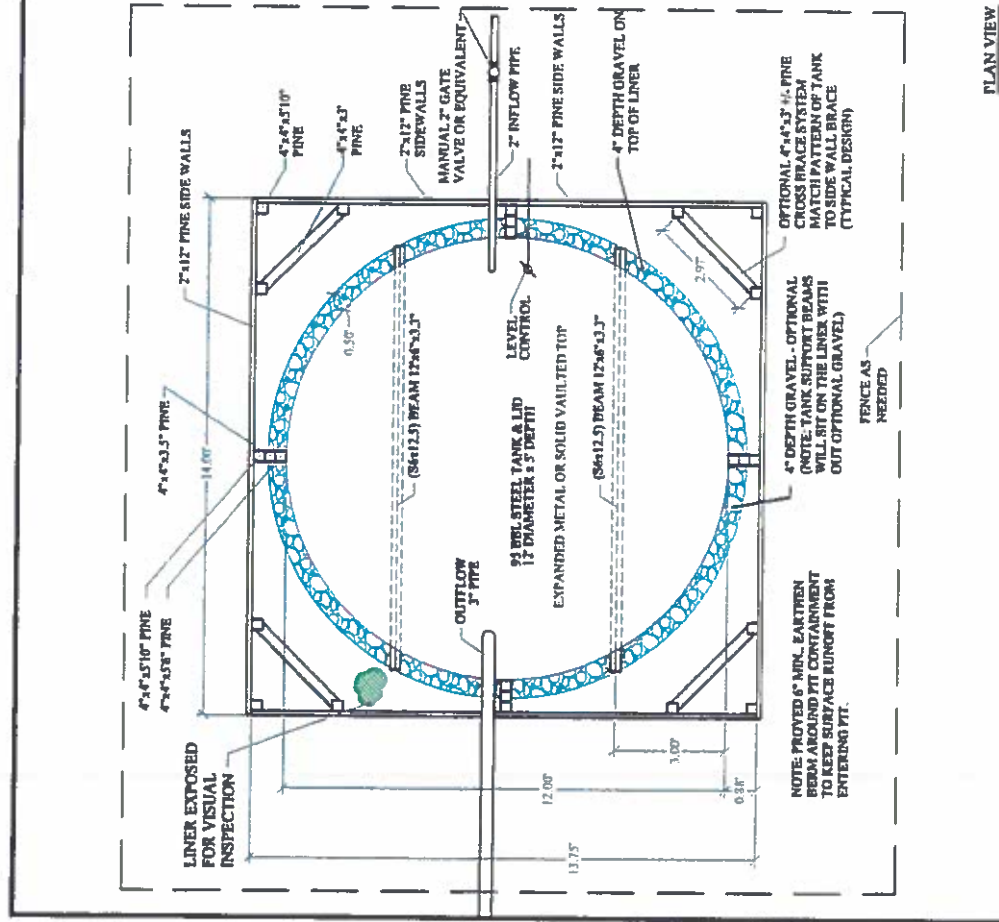 2"x12" PINE SIDE WALLS
4"x4"x5'10"
PINE
4"x4"x3'
PINE
2"x12" PINE
SIDEWALLS
MANUAL 2" GATE
VALVE OR EQUIVALENT
2" INFLOW PIPE
2"x12" PINE SIDE WALLS
4" DEPTH GRAVEL ON
TOP OF LINER
OPTIONAL 4"x4"x3' +/- PINE
CROSS BRACE SYSTEM
MATCH PATTERN OF TANK
TO SIDE WALL BRACE
(TYPICAL DESIGN)
4"x4"x3.5" PINE
14.00'
4"x4"x5'10" PINE
4"x4"x5'8" PINE
0.50'
(S6x12.5) BEAM 12'x6"x3.3"
LEVEL
CONTROL
95 BBL STEEL TANK & LID
12' DIAMETER x 5' DEPTH
EXPANDED METAL OR SOLID VAULTED TOP
(S6x12.5) BEAM 12'x6"x3.3"
2.97'
OUTFLOW
3" PIPE
LINER EXPOSED
FOR VISUAL
INSPECTION
13.75'
12.00'
3.00'
0.88'
4" DEPTH GRAVEL - OPTIONAL
(NOTE: TANK SUPPORT BEAMS
WILL SIT ON THE LINER WITH
OUT OPTIONAL GRAVEL)
FENCE AS
NEEDED
NOTE: PROVED 6" MIN., EARTHEN
BERM AROUND PIT CONTAINMENT
TO KEEP SURFACE RUNOFF FROM
ENTERING PIT.
PLAN VIEW